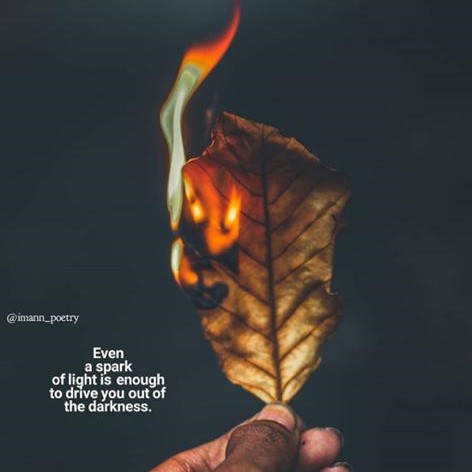 @imann_poetry
Even
a spark
of light is enough
to drive you out of
the darkness.